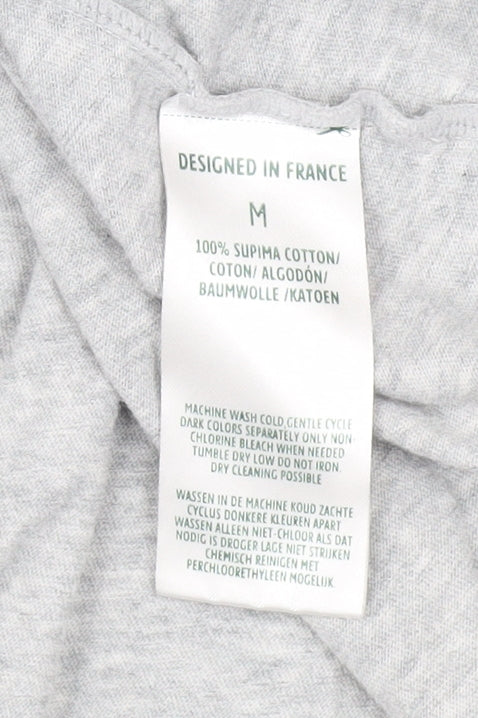 DESIGNED IN FRANCE
M
100% SUPIMA COTTON/
COTON/ ALGODÒN/
BAUMWOLLE /KATOEN
MACHINE WASH COLD, GENTLE CYCLE
DARK COLORS SEPARATELY ONLY NON-
CHLORINE BLEACH WHEN NEEDED
TUMBLE DRY LOW DO NOT IRON
DRY CLEANING POSSIBLE
WASSEN IN DE MACHINE KOUD ZACHTE
CYCLUS DONKERE KLEUREN APART
WASSEN ALLEEN NIET-CHLOOR ALS DAT
NODIG IS DROGER LAGE NIET STRIJKEN
CHEMISCH REINIGEN MET
PERCHLOORETHYLEEN MOGELIJK